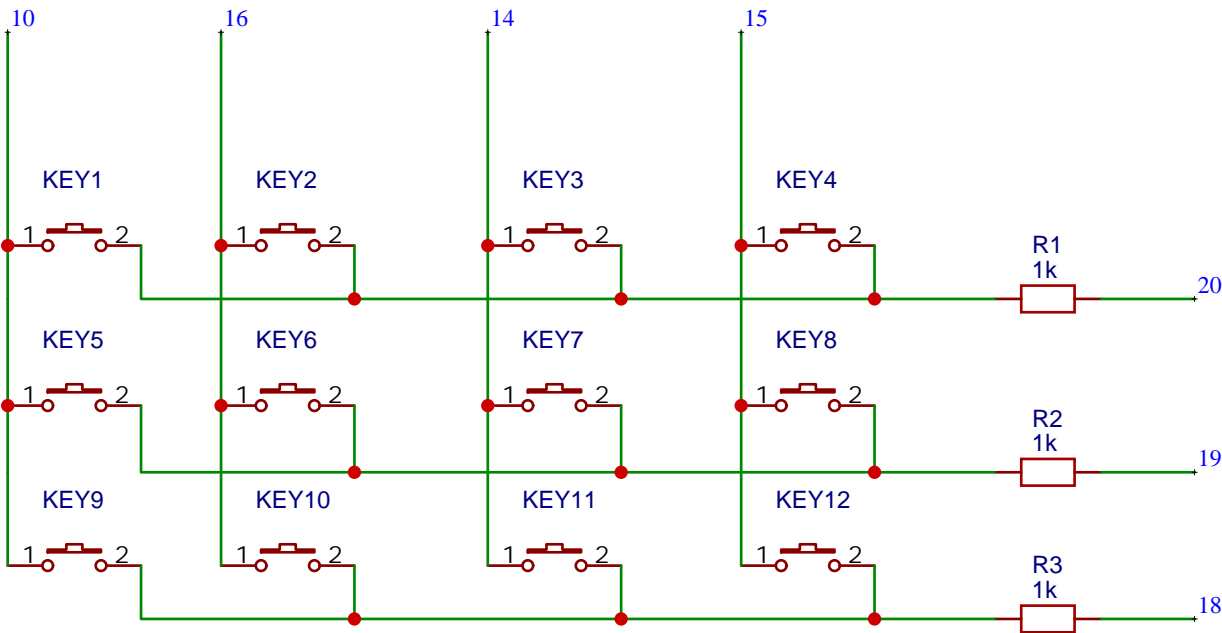 10 16 14 15
KEY1 KEY2 KEY3 KEY4
1 2 1 2 1 2 1 2
R1
1k
20
KEY5 KEY6 KEY7 KEY8
1 2 1 2 1 2 1 2
R2
1k
19
KEY9 KEY10 KEY11 KEY12
1 2 1 2 1 2 1 2
R3
1k
18